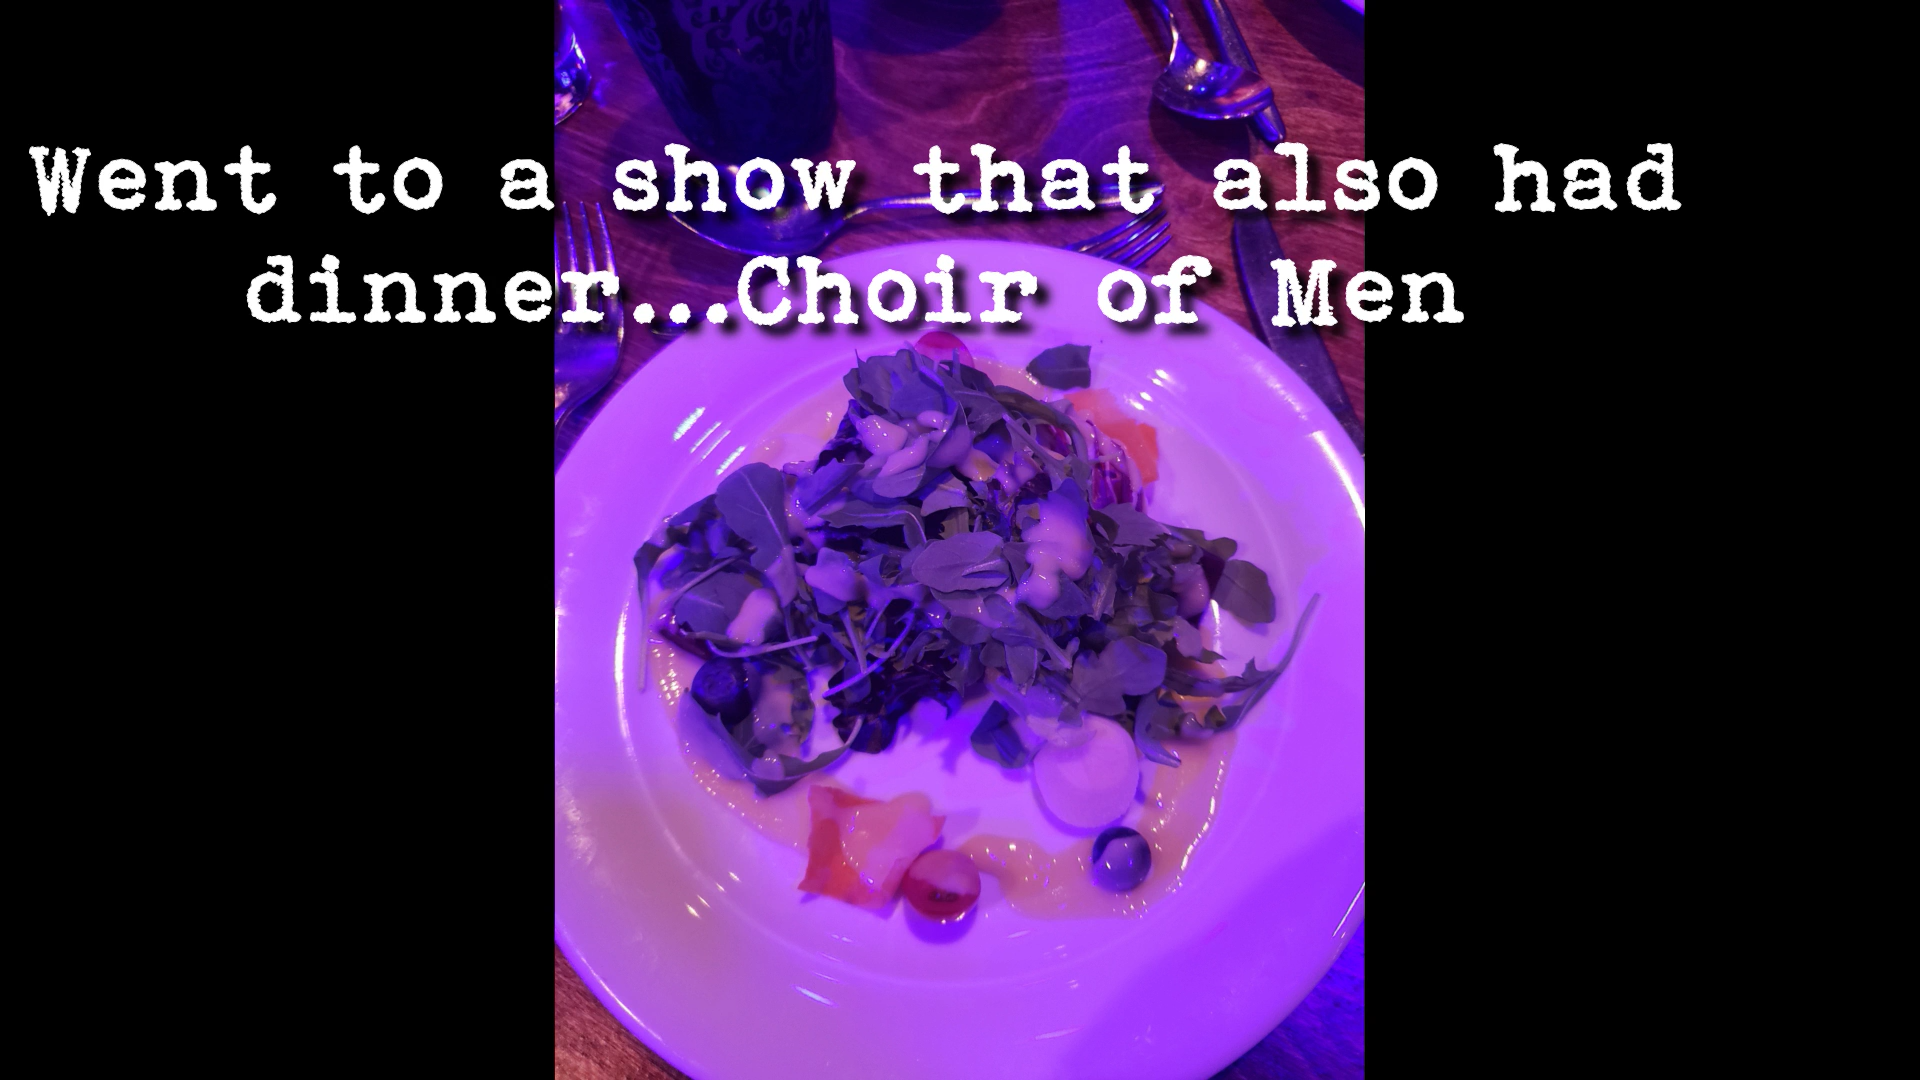 Went to a show that also had
dinner...Choir of Men